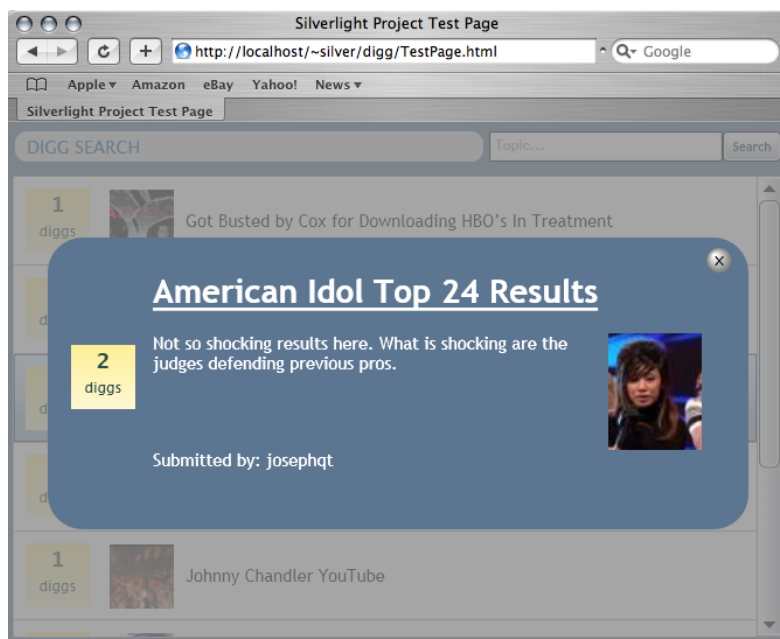 Silverlight Project Test Page
http://localhost/~silver/digg/TestPage.html
Google
Apple Amazon eBay Yahoo! News
Silverlight Project Test Page
DIGG SEARCH
Topic...
Search
1
diggs
Got Busted by Cox for Downloading HBO's In Treatment
American Idol Top 24 Results
2
diggs
Not so shocking results here. What is shocking are the
judges defending previous pros.
Submitted by: josephqt
1
diggs
Johnny Chandler YouTube